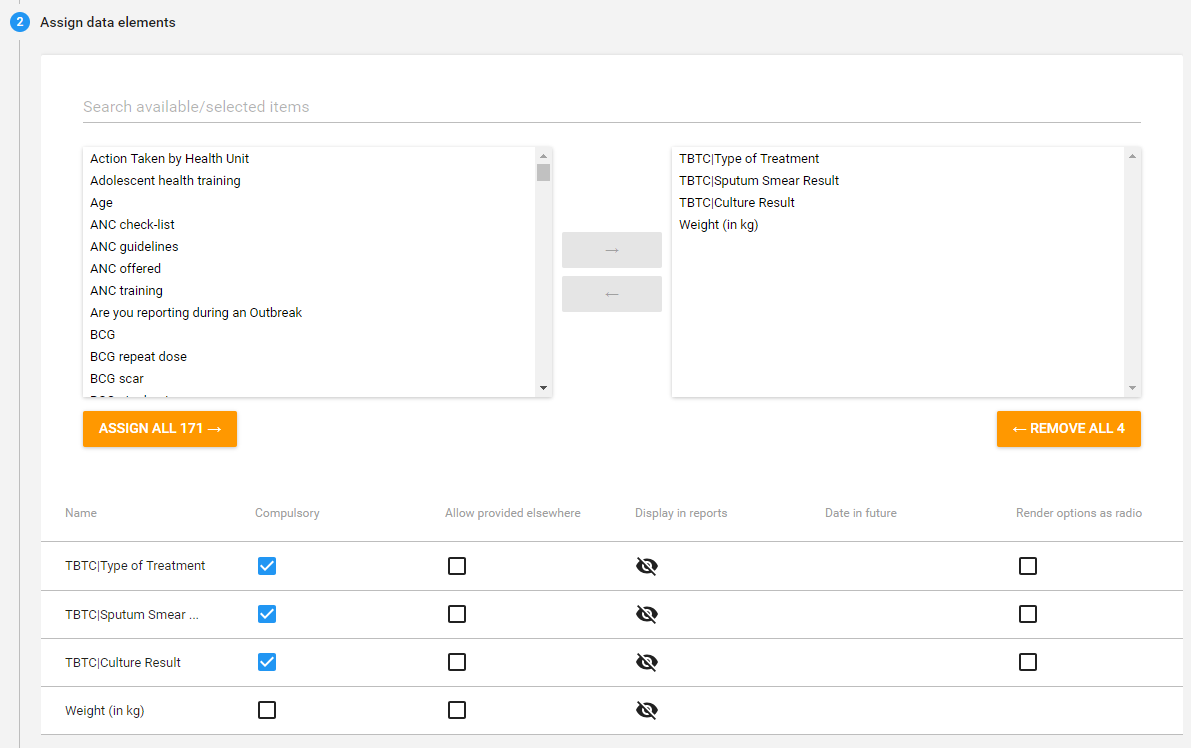 2 Assign data elements
Search available/selected items
Action Taken by Health Unit
Adolescent health training
Age
ANC check-list
ANC guidelines
ANC offered
ANC training
Are you reporting during an Outbreak
BCG
BCG repeat dose
BCG scar
→
←
TBTC|Type of Treatment
TBTC|Sputum Smear Result
TBTC|Culture Result
Weight (in kg)
ASSIGN ALL 171 →
← REMOVE ALL 4
Name Compulsory Allow provided elsewhere Display in reports Date in future Render options as radio
TBTC|Type of Treatment
TBTC|Sputum Smear ...
TBTC|Culture Result
Weight (in kg)